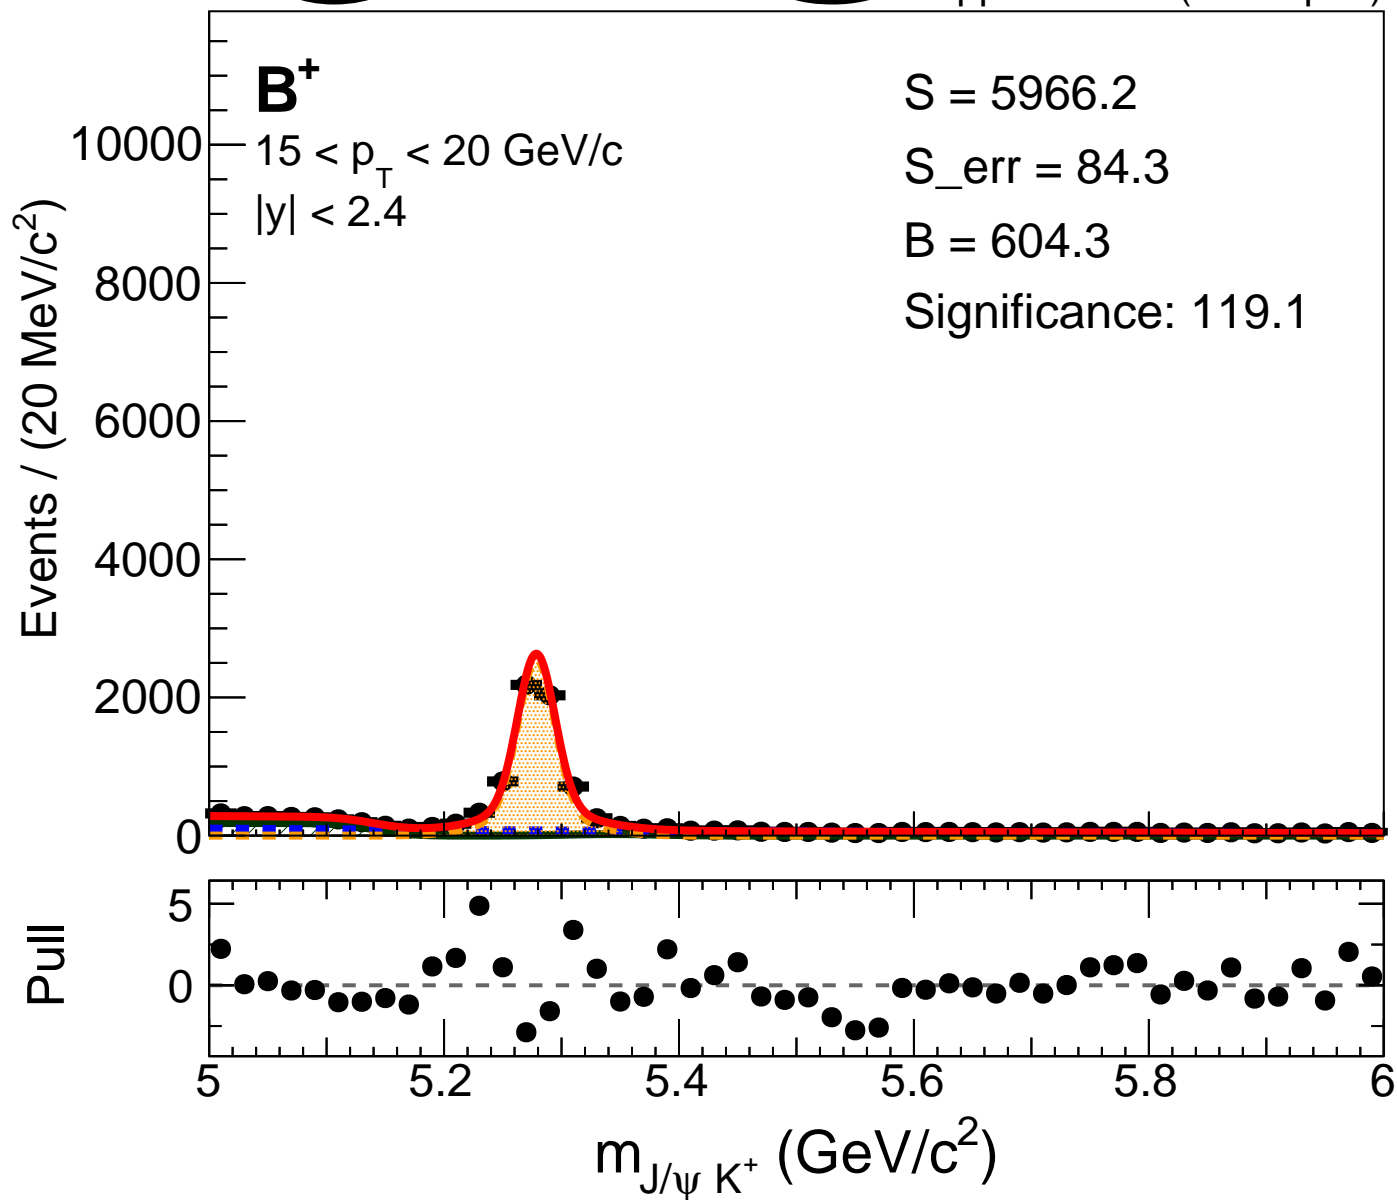 B⁺
15 < p_T < 20 GeV/c
|y| < 2.4
S = 5966.2
S_err = 84.3
B = 604.3
Significance: 119.1
Events / (20 MeV/c²)
10000
8000
6000
4000
2000
0
Pull
5
0
5 5.2 5.4 5.6 5.8 6
m_{J/ψ K⁺} (GeV/c²)